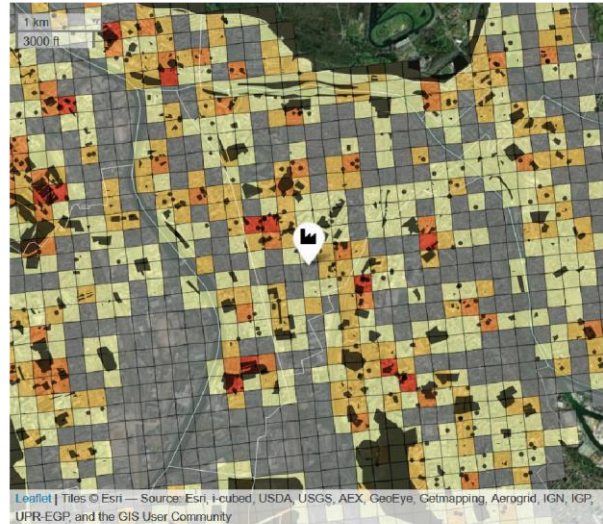 1 km
3000 ft
Leaflet | Tiles © Esri — Source: Esri, i-cubed, USDA, USGS, AEX, GeoEye, Getmapping, Aerogrid, IGN, IGP,
UPR-EGP, and the GIS User Community